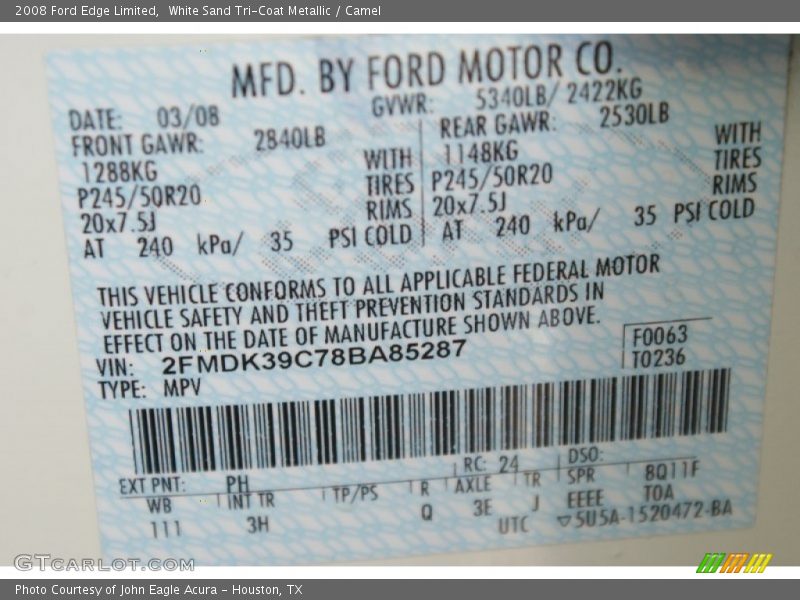 2008 Ford Edge Limited, White Sand Tri-Coat Metallic / Camel
MFD. BY FORD MOTOR CO.
DATE: 03/08 GVWR: 5340LB/ 2422KG
FRONT GAWR: 2840LB REAR GAWR: 2530LB
1288KG WITH 1148KG WITH
P245/50R20 TIRES P245/50R20 TIRES
20x7.5J RIMS 20x7.5J RIMS
AT 240 kPa/ 35 PSI COLD AT 240 kPa/ 35 PSI COLD
THIS VEHICLE CONFORMS TO ALL APPLICABLE FEDERAL MOTOR
VEHICLE SAFETY AND THEFT PREVENTION STANDARDS IN
EFFECT ON THE DATE OF MANUFACTURE SHOWN ABOVE.
VIN: 2FMDK39C78BA85287 F0063
TYPE: MPV T0236
EXT PNT: PH RC: 24 DSO:
WB INT TR TP/PS R AXLE TR SPR 8Q11F
111 3H Q 3E J EEEE TOA
UTC ▽5U5A-1520472-BA
GTcarlot.com
Photo Courtesy of John Eagle Acura - Houston, TX